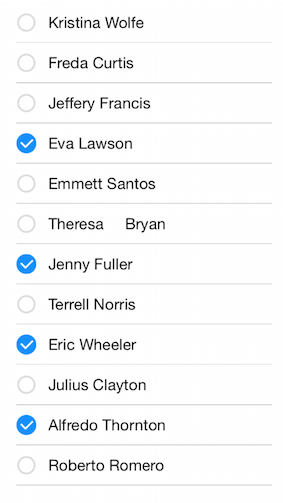 Kristina Wolfe
Freda Curtis
Jeffery Francis
Eva Lawson
Emmett Santos
Theresa Bryan
Jenny Fuller
Terrell Norris
Eric Wheeler
Julius Clayton
Alfredo Thornton
Roberto Romero